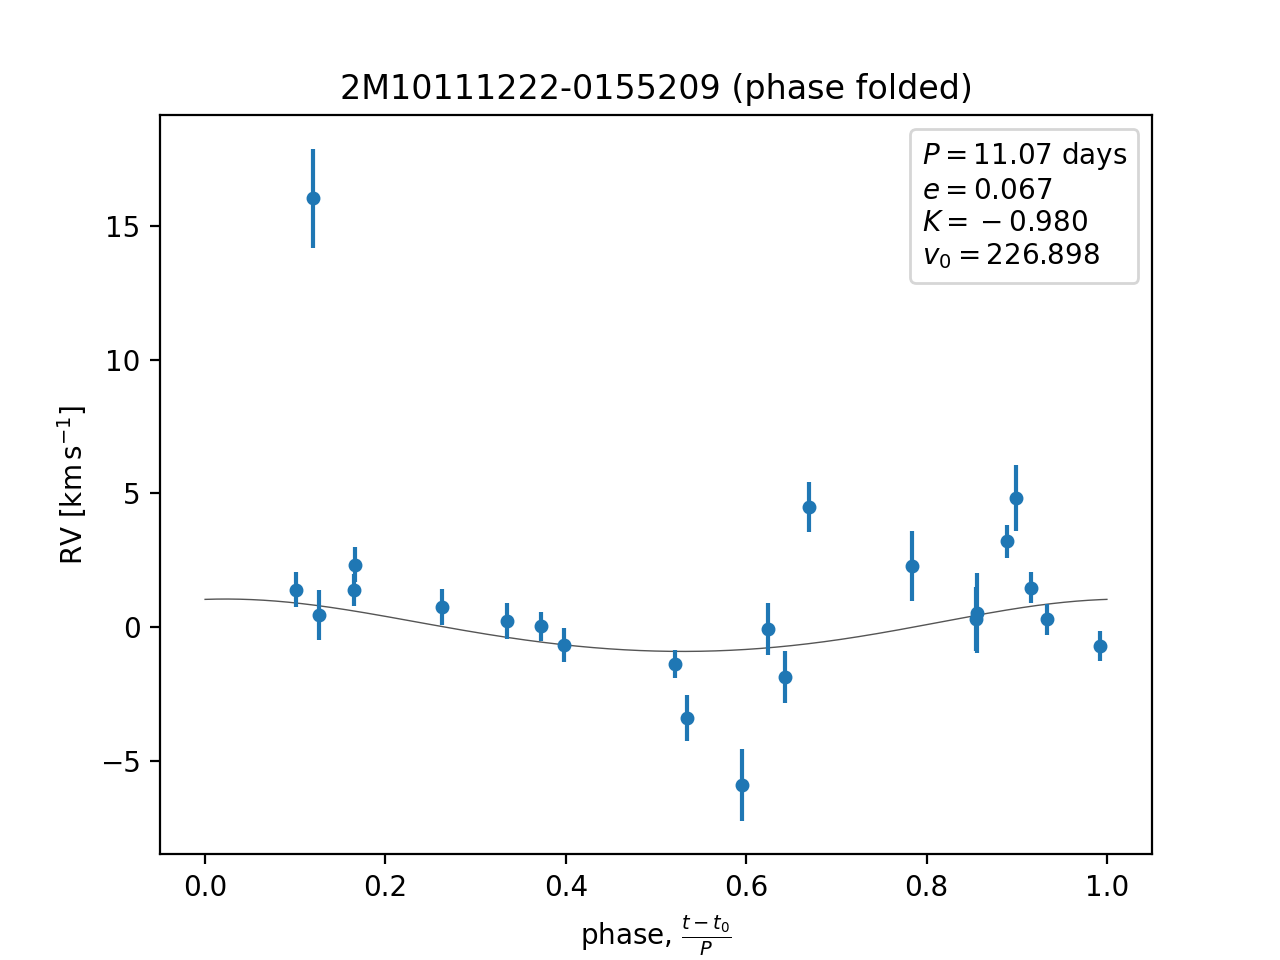 2M10111222-0155209 (phase folded)
P = 11.07 days
e = 0.067
K = −0.980
v₀ = 226.898
15
10
5
0
−5
RV [km s⁻¹]
0.0 0.2 0.4 0.6 0.8 1.0
phase, (t − t₀)/P